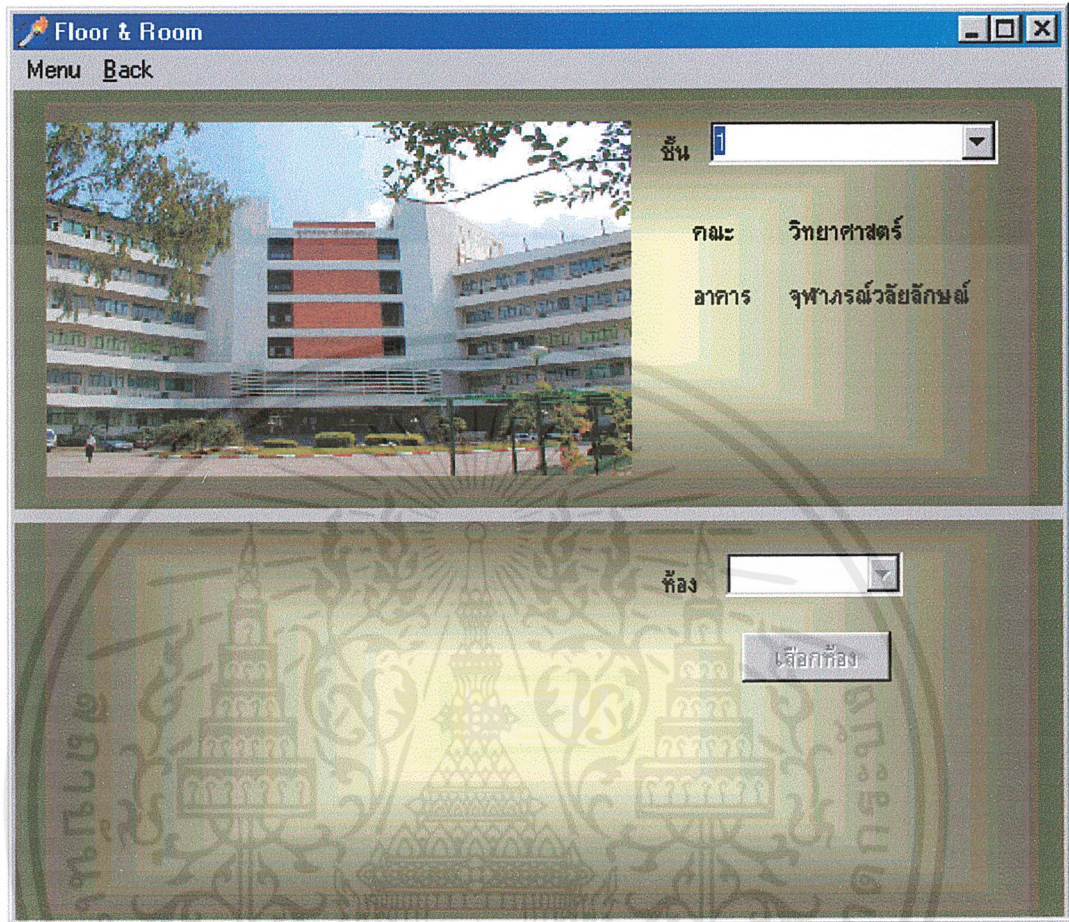 Floor & Room
Menu Back
ชั้น 1
คณะ วิทยาศาสตร์
อาคาร จุฬาภรณ์วลัยลักษณ์
ห้อง
เลือกห้อง